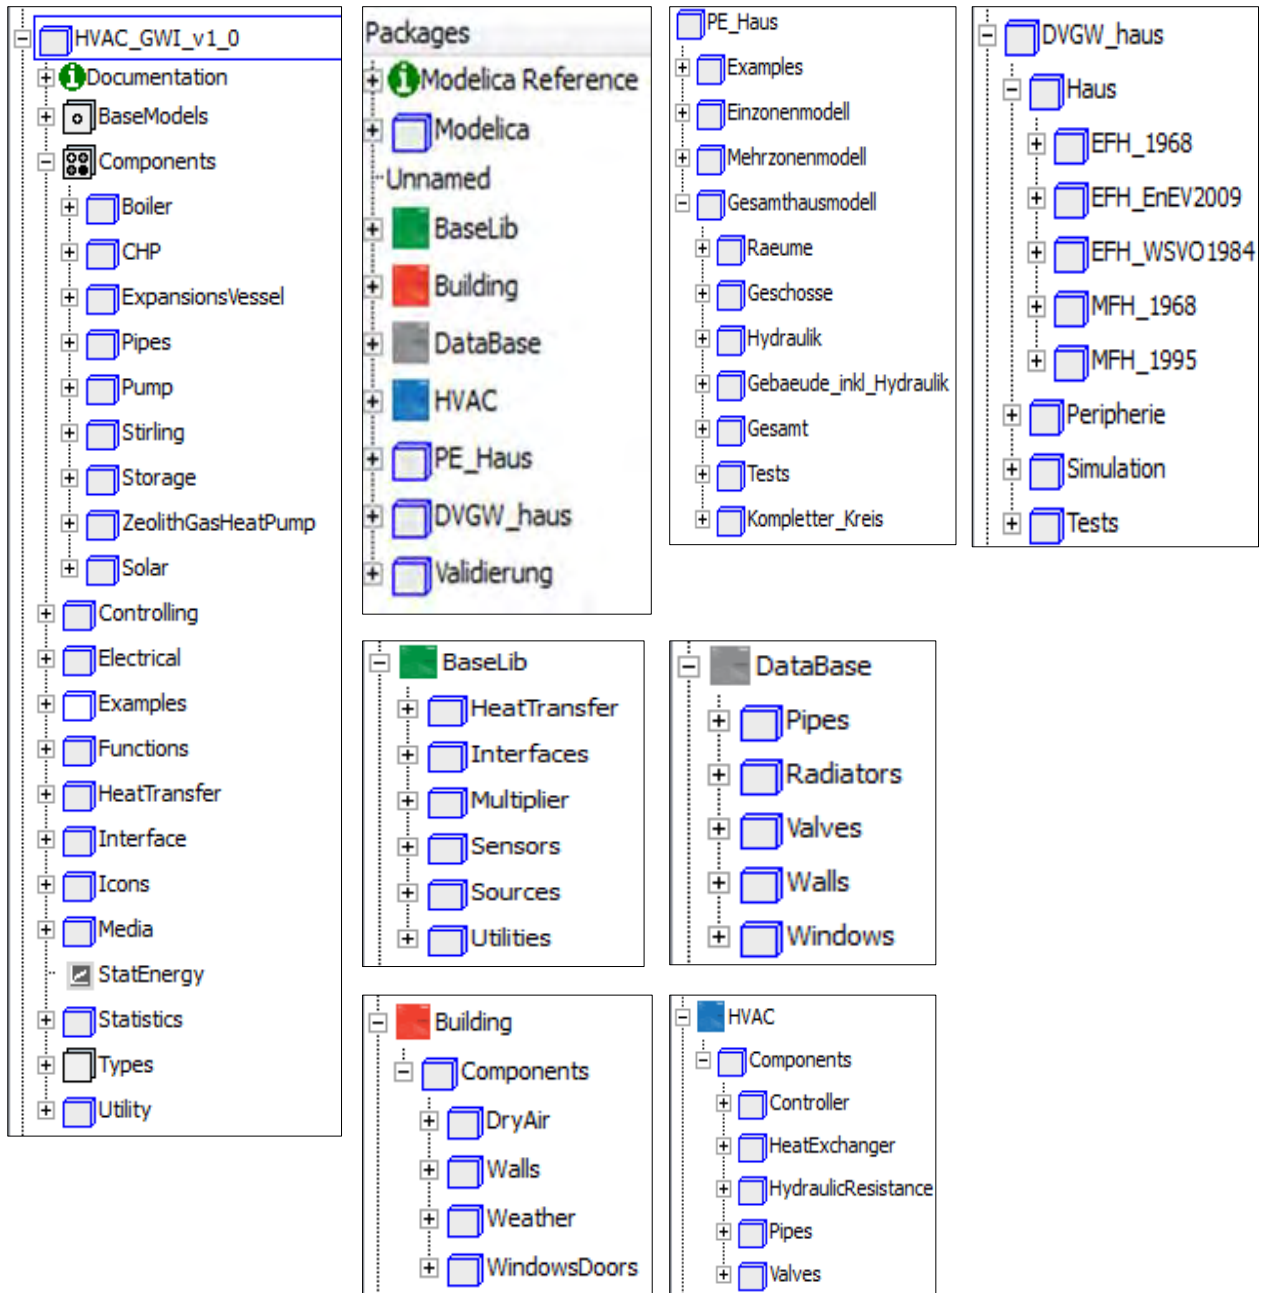 HVAC_GWI_v1_0
Documentation
BaseModels
Components
Boiler
CHP
ExpansionsVessel
Pipes
Pump
Stirling
Storage
ZeolithGasHeatPump
Solar
Controlling
Electrical
Examples
Functions
HeatTransfer
Interface
Icons
Media
StatEnergy
Statistics
Types
Utility
Packages
Modelica Reference
Modelica
Unnamed
BaseLib
Building
DataBase
HVAC
PE_Haus
DVGW_haus
Validierung
PE_Haus
Examples
Einzonenmodell
Mehrzonenmodell
Gesamthausmodell
Raeume
Geschosse
Hydraulik
Gebaeude_inkl_Hydraulik
Gesamt
Tests
Kompletter_Kreis
DVGW_haus
Haus
EFH_1968
EFH_EnEV2009
EFH_WSVO1984
MFH_1968
MFH_1995
Peripherie
Simulation
Tests
BaseLib
HeatTransfer
Interfaces
Multiplier
Sensors
Sources
Utilities
DataBase
Pipes
Radiators
Valves
Walls
Windows
Building
Components
DryAir
Walls
Weather
WindowsDoors
HVAC
Components
Controller
HeatExchanger
HydraulicResistance
Pipes
Valves